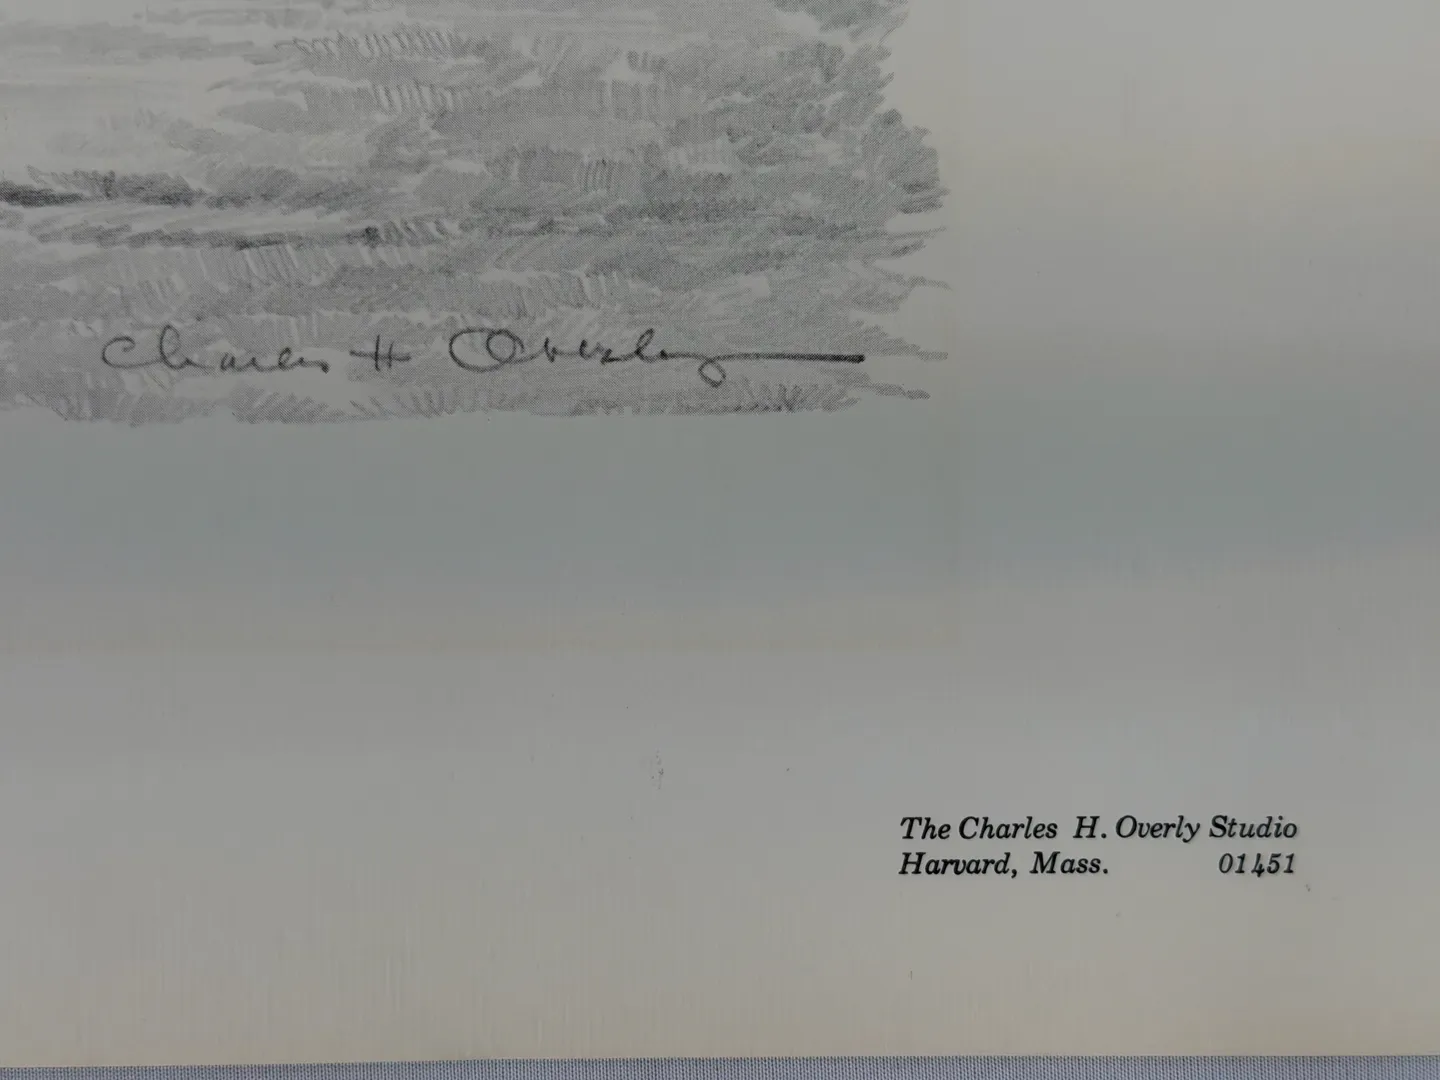 Charles H Overly
The Charles H. Overly Studio
Harvard, Mass. 01451